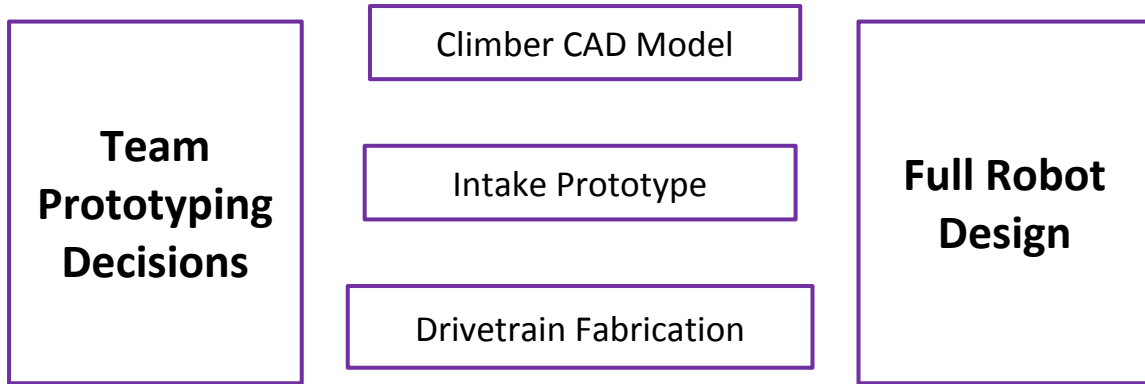 Team
Prototyping
Decisions
Climber CAD Model
Intake Prototype
Drivetrain Fabrication
Full Robot
Design